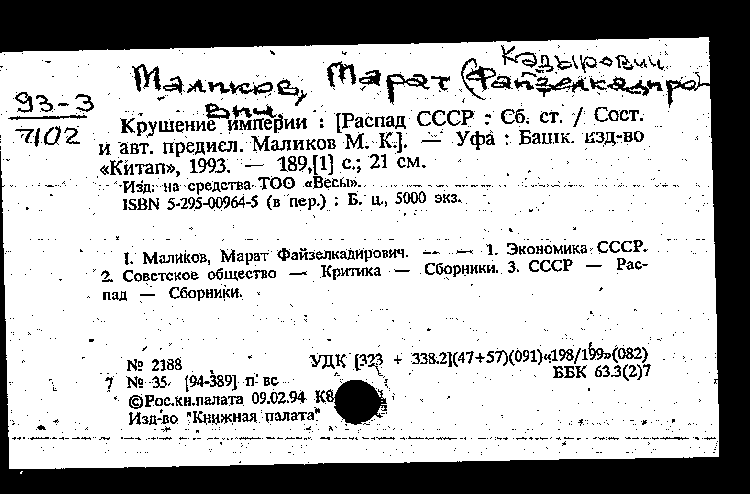 Кадырович
Маликов, Марат (Файзелкадиро-
вич
93-3
7102
Крушение империи : [Распад СССР : Сб. ст. / Сост.
и авт. предисл. Маликов М. К.]. — Уфа : Башк. изд-во
«Китап», 1993. — 189,[1] с.; 21 см.
Изд. на средства ТОО «Весы».
ISBN 5-295-00964-5 (в пер.) : Б. ц., 5000 экз.
1. Маликов, Марат Файзелкадирович. — — 1. Экономика СССР.
2. Советское общество — Критика — Сборники. 3. СССР — Рас-
пад — Сборники.
№ 2188
УДК [323 + 338.2](47+57)(091)«198/199»(082)
ББК 63.3(2)7
7 № 35 [94-389] п вс
©Рос.кн.палата 09.02.94 К8
Изд-во "Книжная палата"